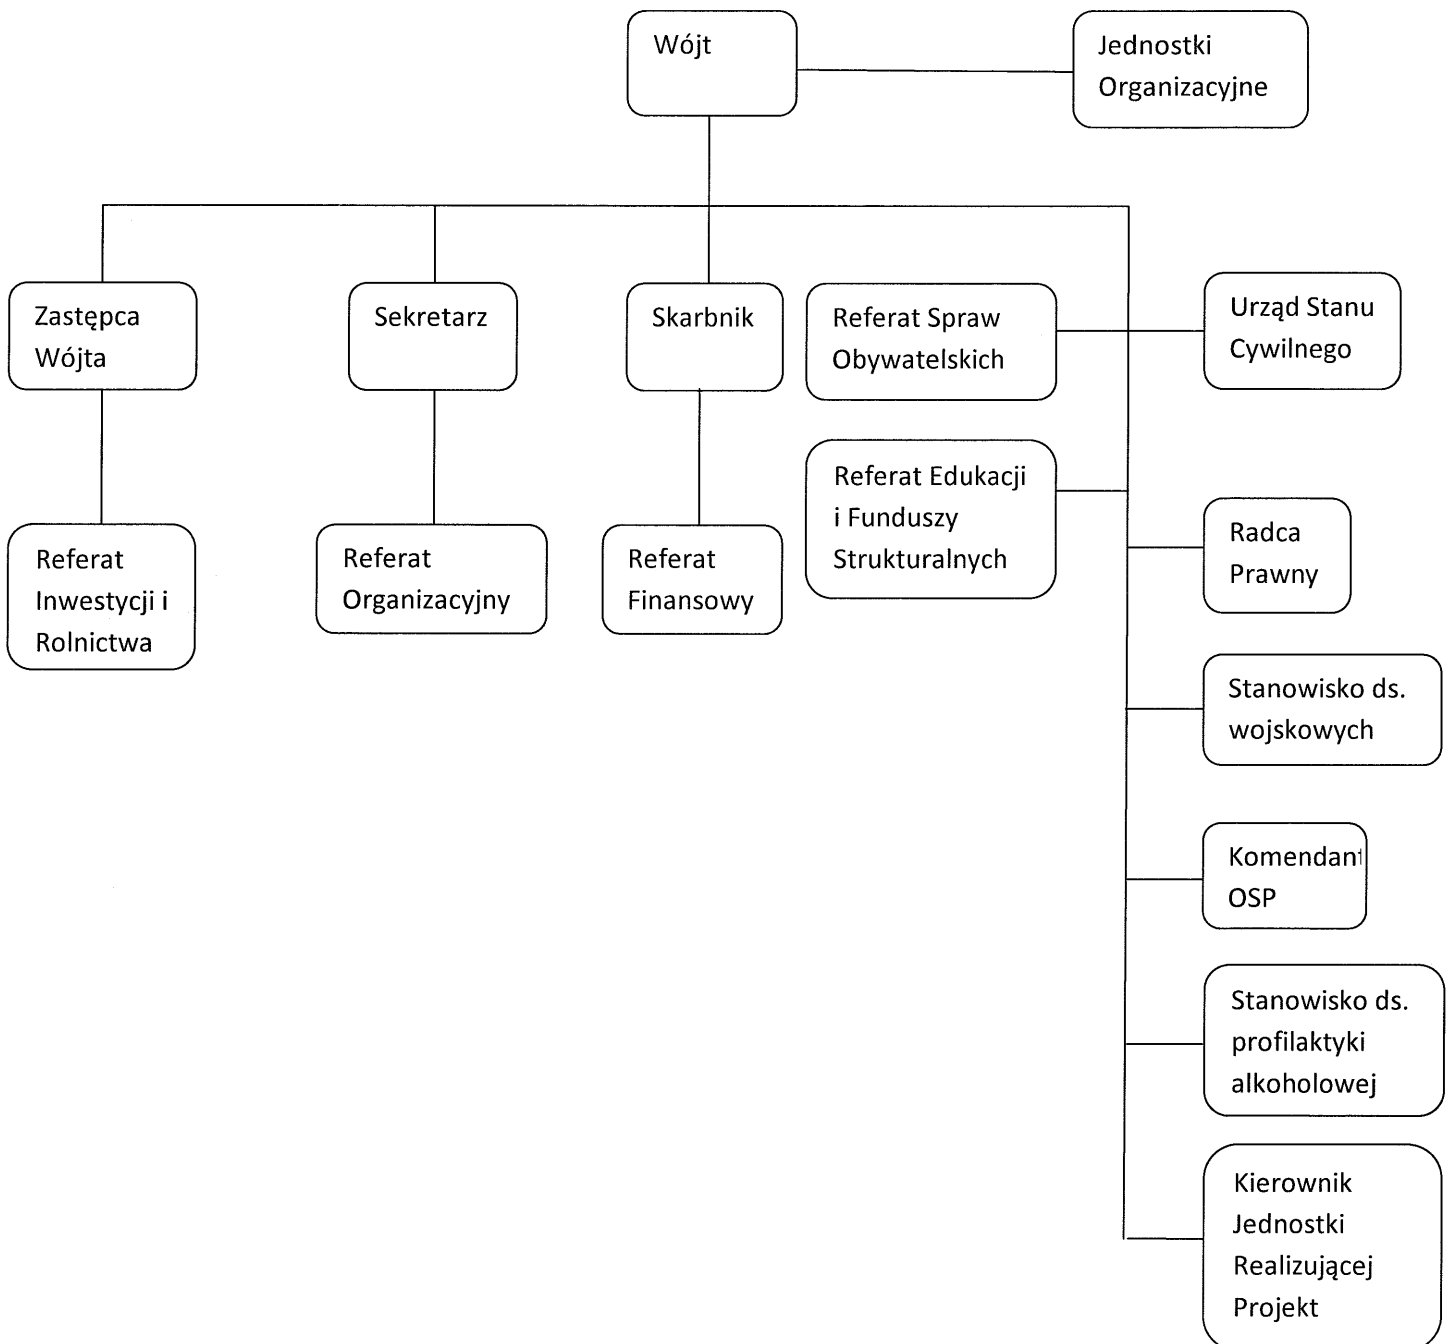 Wójt
Jednostki
Organizacyjne
Zastępca
Wójta
Sekretarz
Skarbnik
Referat Spraw
Obywatelskich
Urząd Stanu
Cywilnego
Referat Edukacji
i Funduszy
Strukturalnych
Radca
Prawny
Referat
Inwestycji i
Rolnictwa
Referat
Organizacyjny
Referat
Finansowy
Stanowisko ds.
wojskowych
Komendant
OSP
Stanowisko ds.
profilaktyki
alkoholowej
Kierownik
Jednostki
Realizującej
Projekt